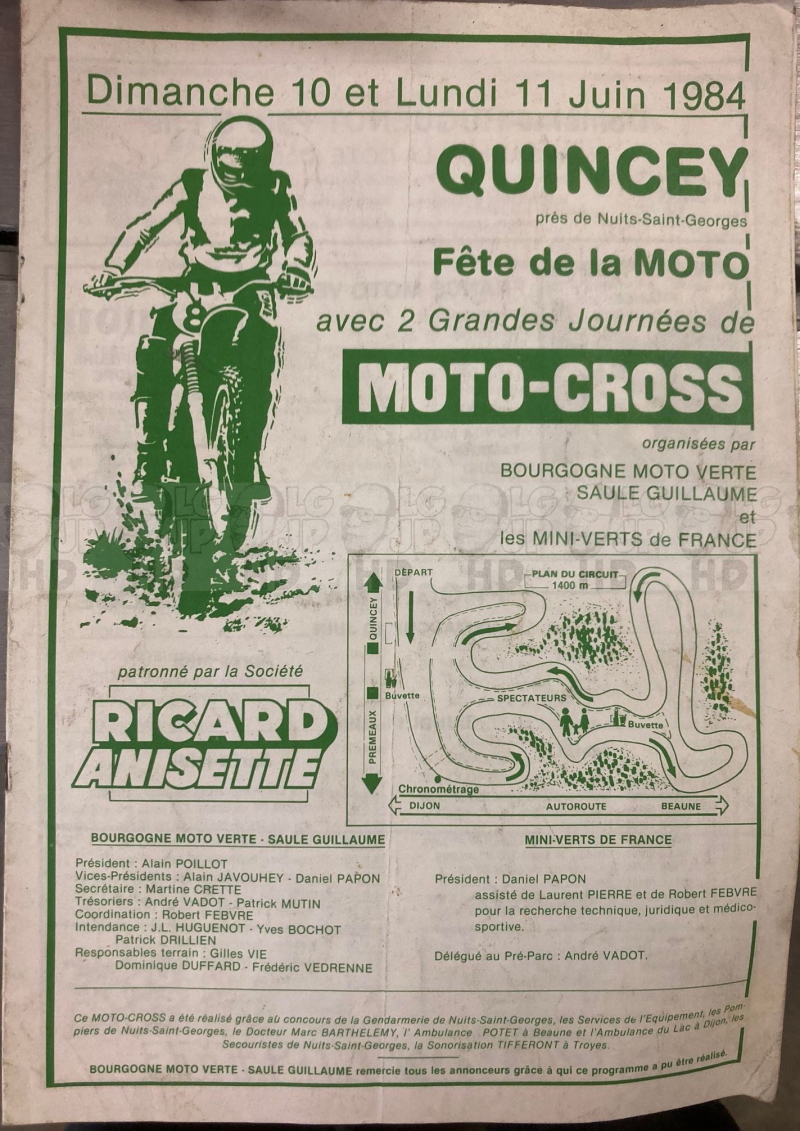 Dimanche 10 et Lundi 11 Juin 1984
QUINCEY
près de Nuits-Saint-Georges
Fête de la MOTO
avec 2 Grandes Journées de
MOTO-CROSS
organisées par
BOURGOGNE MOTO VERTE
SAULE GUILLAUME
et
les MINI-VERTS de FRANCE
8
patronné par la Société
RICARD
ANISETTE
DÉPART
PLAN DU CIRCUIT
1400 m
QUINCEY
Buvette
SPECTATEURS
Buvette
PREMEAUX
Chronométrage
DIJON AUTOROUTE BEAUNE
BOURGOGNE MOTO VERTE - SAULE GUILLAUME
Président : Alain POILLOT
Vices-Présidents : Alain JAVOUHEY - Daniel PAPON
Secrétaire : Martine CRETTE
Trésoriers : André VADOT - Patrick MUTIN
Coordination : Robert FEBVRE
Intendance : J.L. HUGUENOT - Yves BOCHOT
Patrick DRILLIEN
Responsables terrain : Gilles VIE
Dominique DUFFARD - Frédéric VEDRENNE
MINI-VERTS DE FRANCE
Président : Daniel PAPON
assisté de Laurent PIERRE et de Robert FEBVRE
pour la recherche technique, juridique et médico-
sportive.
Délégué au Pré-Parc : André VADOT.
Ce MOTO-CROSS a été réalisé grâce au concours de la Gendarmerie de Nuits-Saint-Georges, les Services de l'Equipement, les Pom-
piers de Nuits-Saint-Georges, le Docteur Marc BARTHELEMY, l' Ambulance POTET à Beaune et l'Ambulance du Lac à Dijon, les
Secouristes de Nuits-Saint-Georges, la Sonorisation TIFFERONT à Troyes.
BOURGOGNE MOTO VERTE - SAULE GUILLAUME remercie tous les annonceurs grâce à qui ce programme a pu être réalisé.